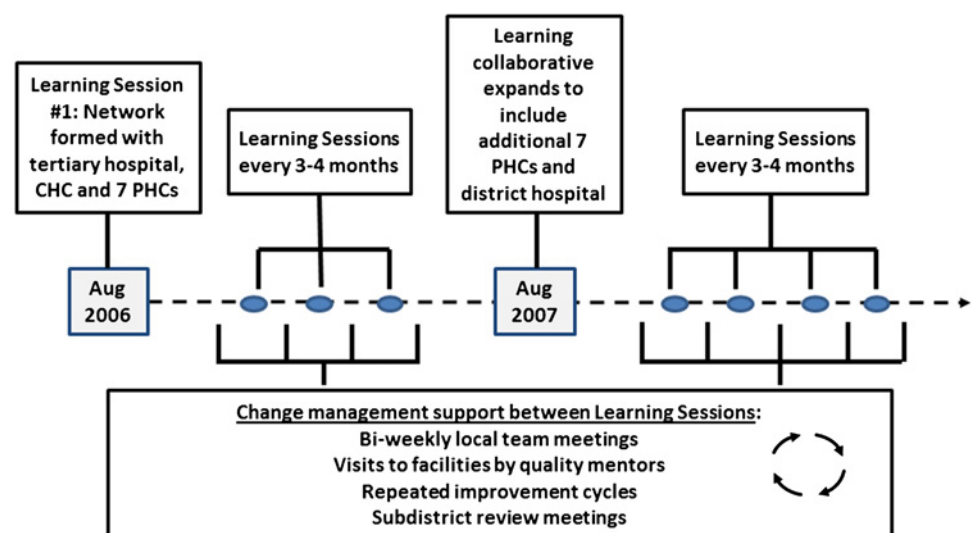 Learning Session
#1: Network
formed with
tertiary hospital,
CHC and 7 PHCs
Learning Sessions
every 3-4 months
Learning
collaborative
expands to
include
additional 7
PHCs and
district hospital
Learning Sessions
every 3-4 months
Aug
2006
Aug
2007
Change management support between Learning Sessions:
Bi-weekly local team meetings
Visits to facilities by quality mentors
Repeated improvement cycles
Subdistrict review meetings